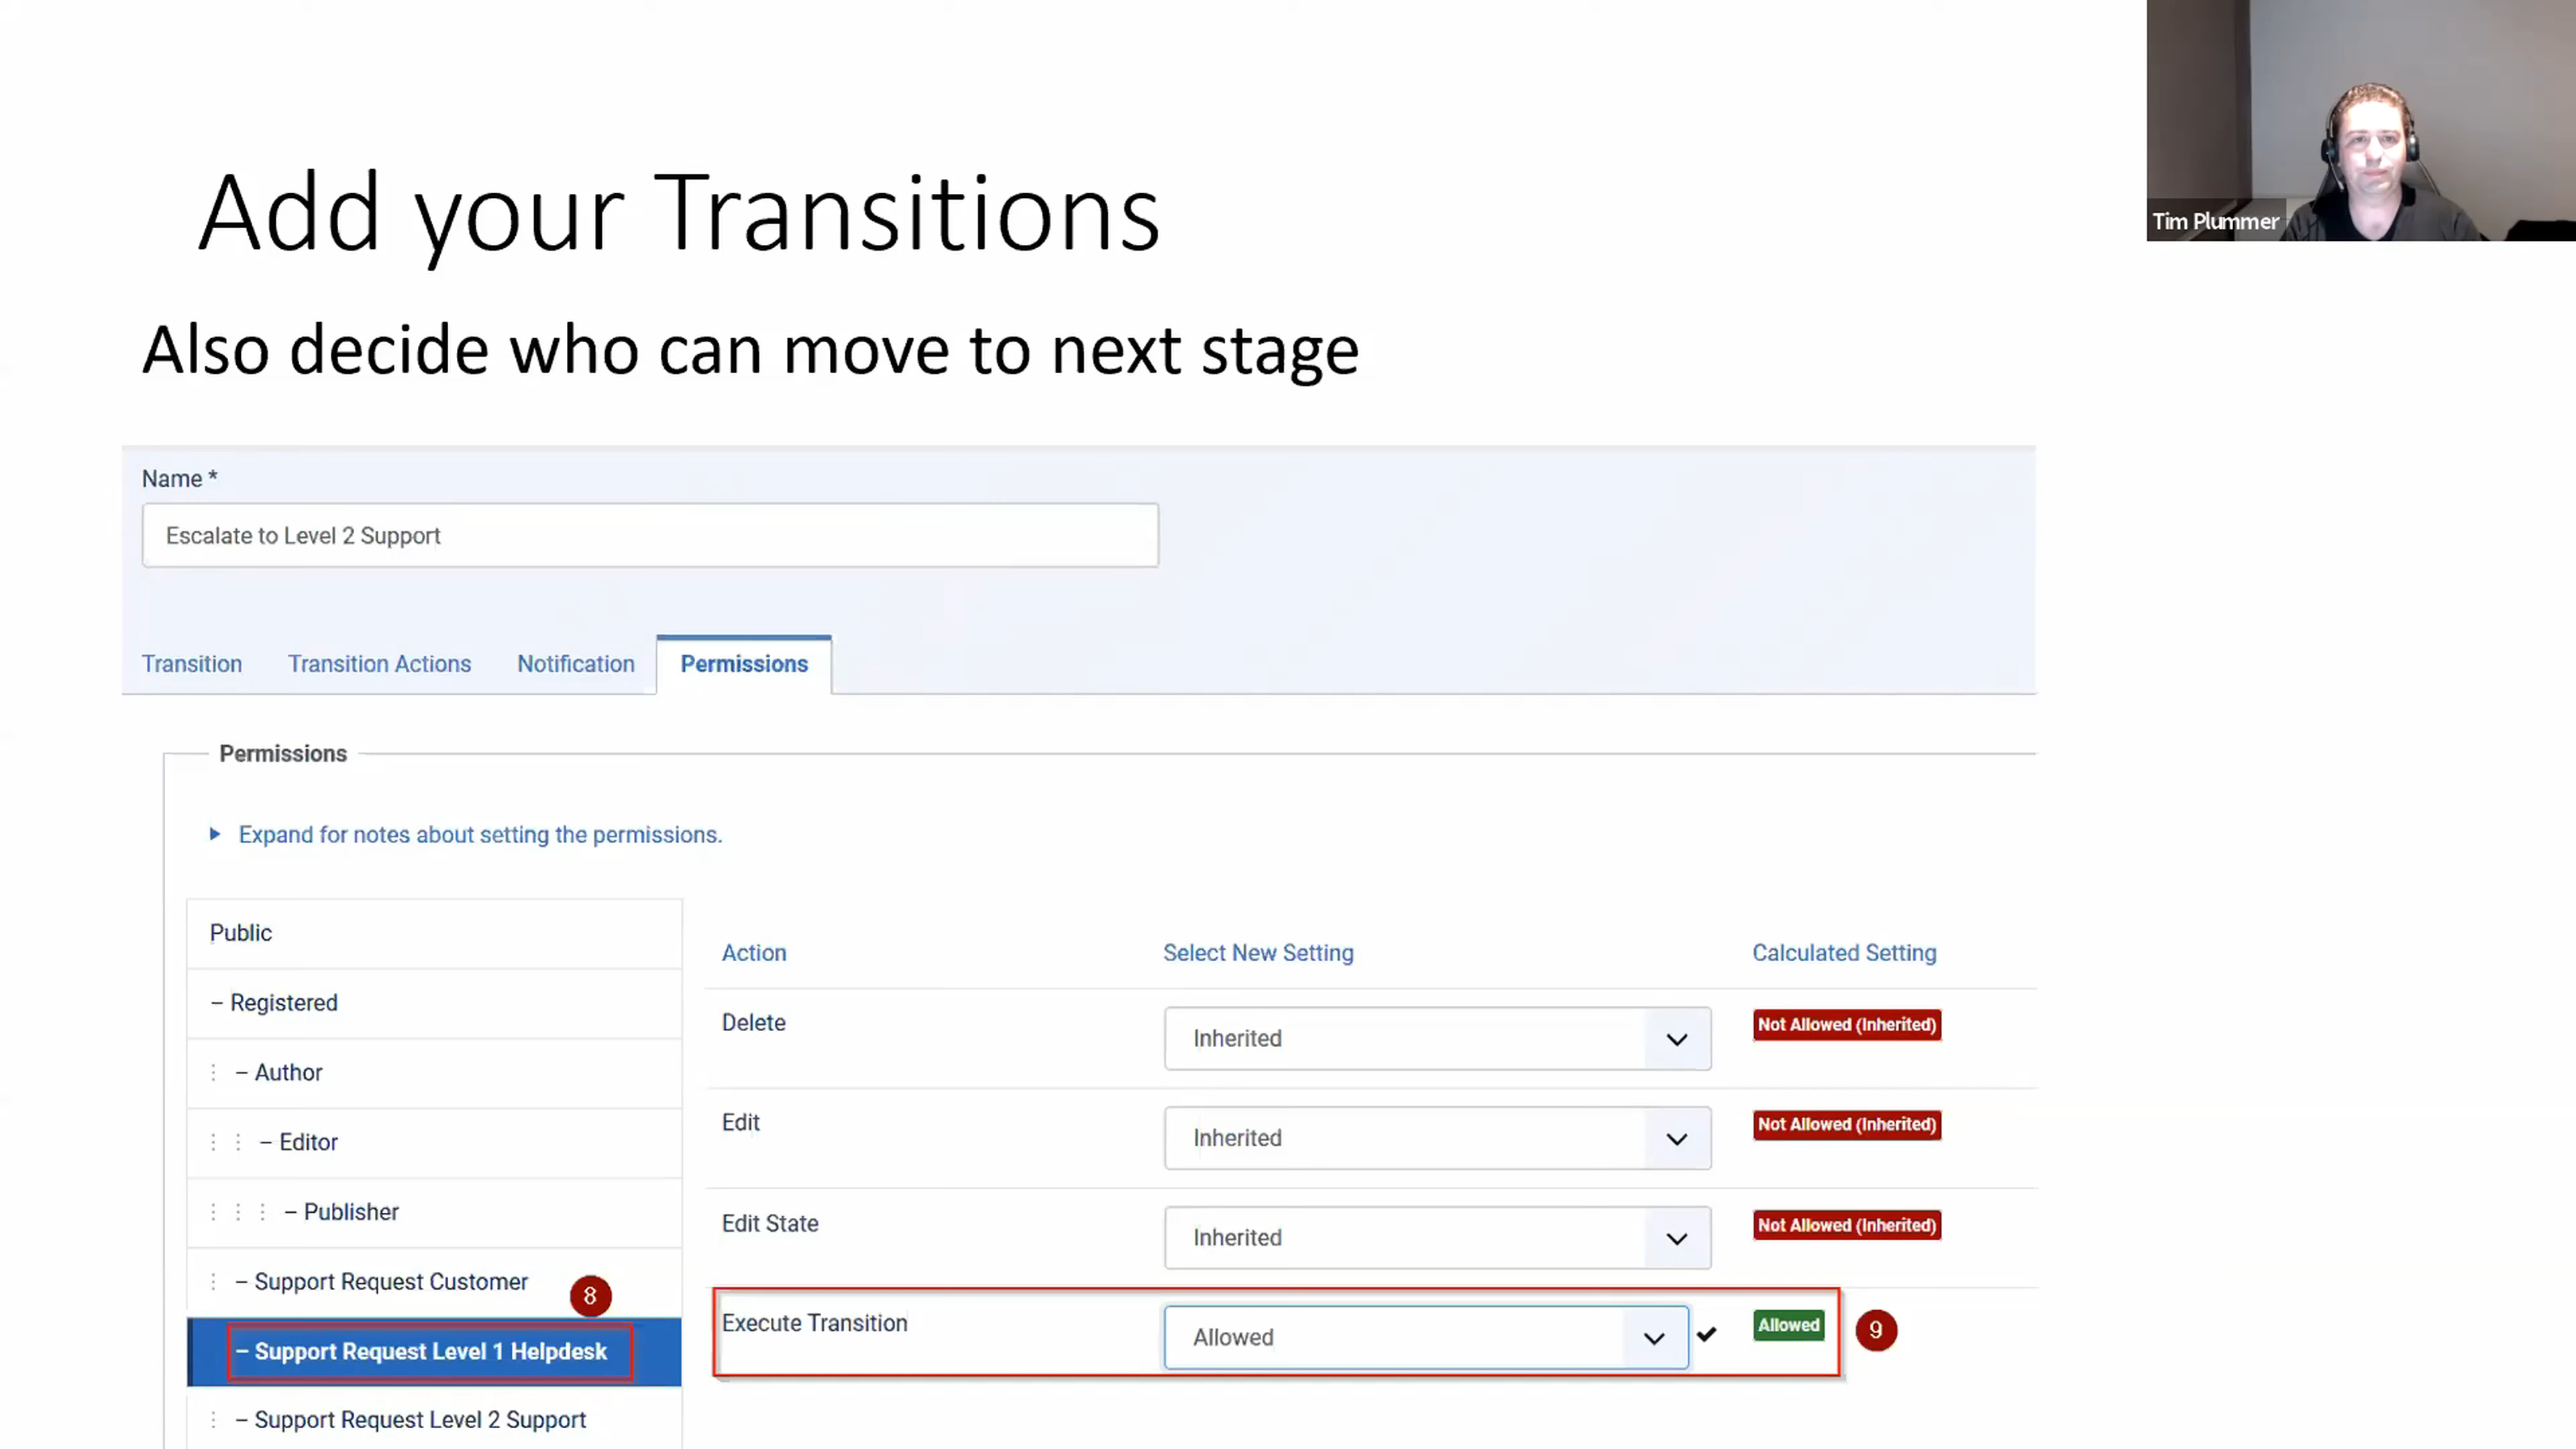 Add your Transitions
Tim Plummer
Also decide who can move to next stage
Name *
Escalate to Level 2 Support
Transition Transition Actions Notification Permissions
Permissions
Expand for notes about setting the permissions.
Public
– Registered
– Author
– Editor
– Publisher
– Support Request Customer
8
– Support Request Level 1 Helpdesk
– Support Request Level 2 Support
Action Select New Setting Calculated Setting
Delete Inherited Not Allowed (Inherited)
Edit Inherited Not Allowed (Inherited)
Edit State Inherited Not Allowed (Inherited)
Execute Transition Allowed Allowed 9